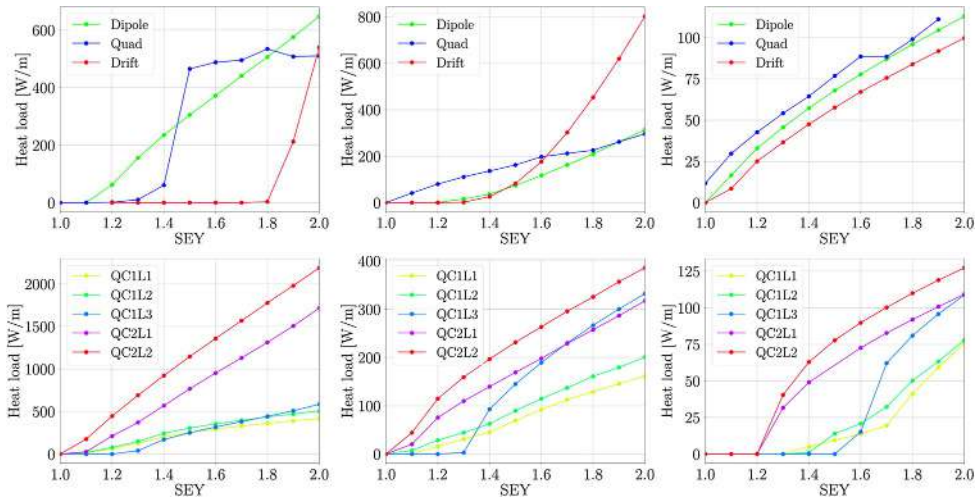 Heat load [W/m]
600
400
200
0
Dipole
Quad
Drift
1.0 1.2 1.4 1.6 1.8 2.0
SEY
Heat load [W/m]
800
600
400
200
0
Dipole
Quad
Drift
1.0 1.2 1.4 1.6 1.8 2.0
SEY
Heat load [W/m]
100
75
50
25
0
Dipole
Quad
Drift
1.0 1.2 1.4 1.6 1.8 2.0
SEY
Heat load [W/m]
2000
1500
1000
500
0
QC1L1
QC1L2
QC1L3
QC2L1
QC2L2
1.0 1.2 1.4 1.6 1.8 2.0
SEY
Heat load [W/m]
400
300
200
100
0
QC1L1
QC1L2
QC1L3
QC2L1
QC2L2
1.0 1.2 1.4 1.6 1.8 2.0
SEY
Heat load [W/m]
125
100
75
50
25
0
QC1L1
QC1L2
QC1L3
QC2L1
QC2L2
1.0 1.2 1.4 1.6 1.8 2.0
SEY